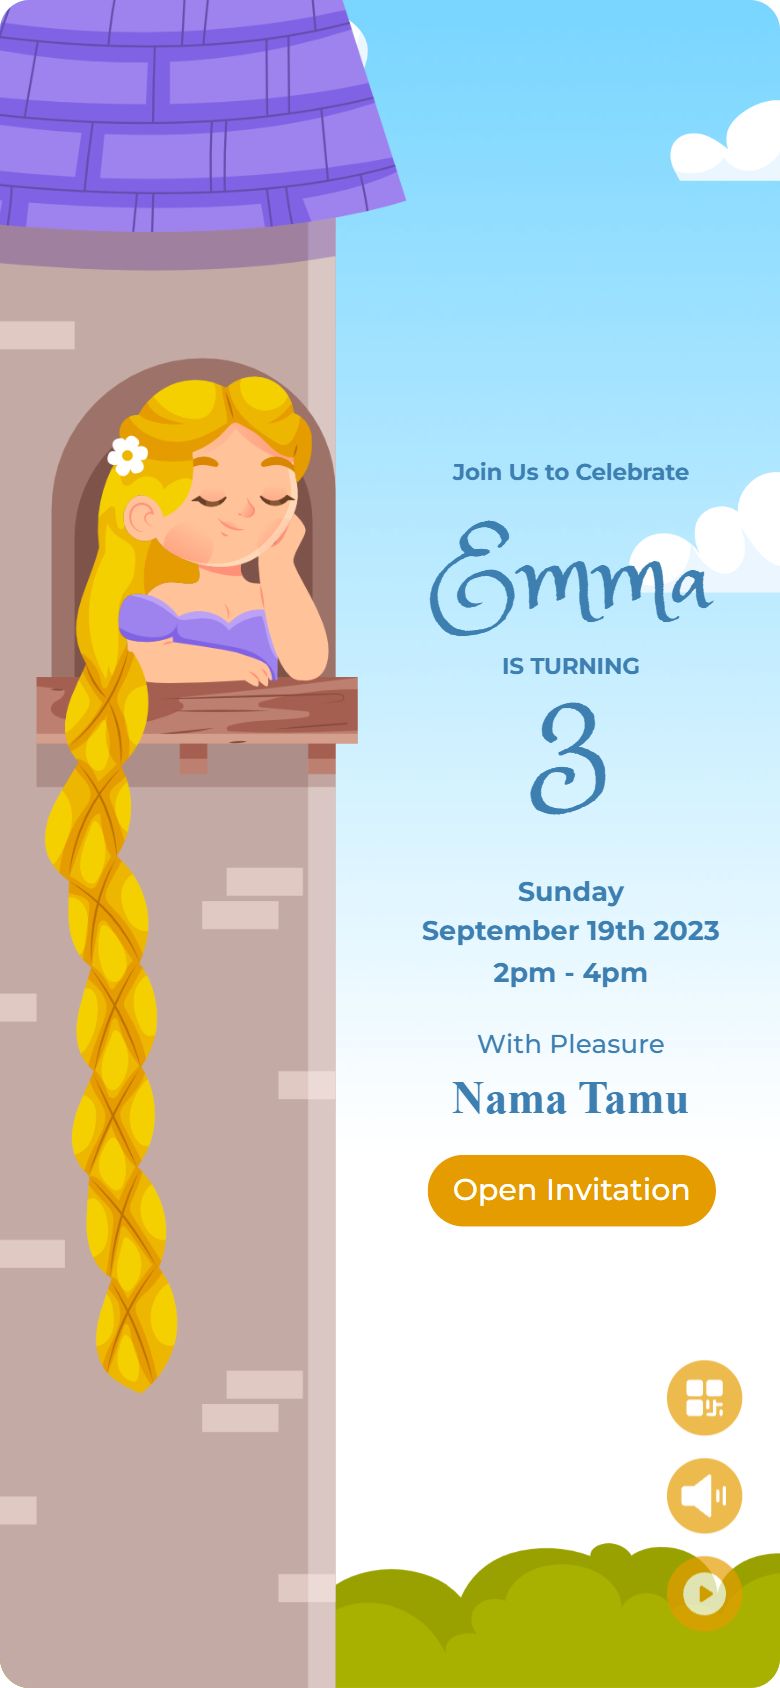 Join Us to Celebrate
Emma
IS TURNING
3
Sunday
September 19th 2023
2pm - 4pm
With Pleasure
Nama Tamu
Open Invitation